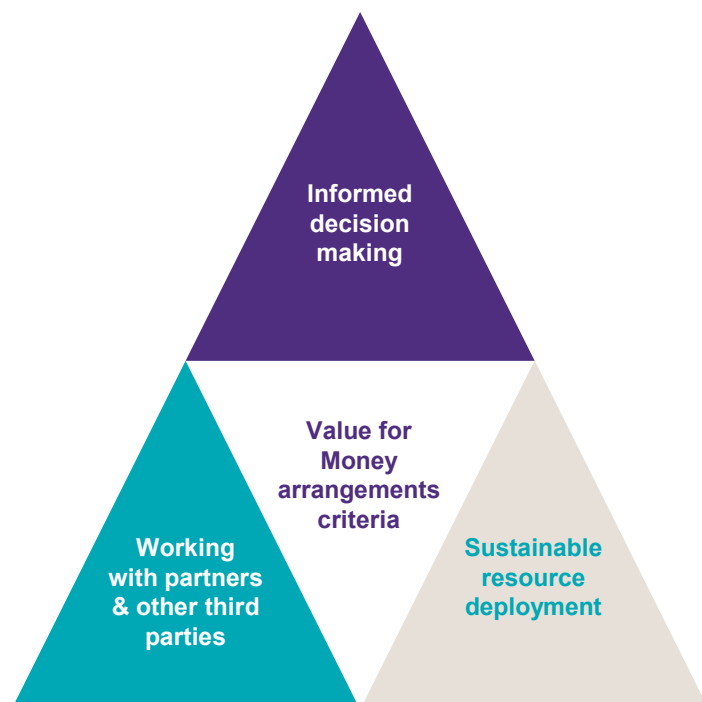 Informed
decision
making
Value for
Money
arrangements
criteria
Working
with partners
& other third
parties
Sustainable
resource
deployment